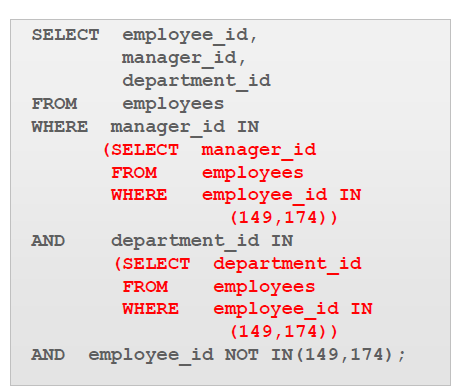 SELECT employee_id,
manager_id,
department_id
FROM employees
WHERE manager_id IN
(SELECT manager_id
FROM employees
WHERE employee_id IN
(149,174))
AND department_id IN
(SELECT department_id
FROM employees
WHERE employee_id IN
(149,174))
AND employee_id NOT IN(149,174);